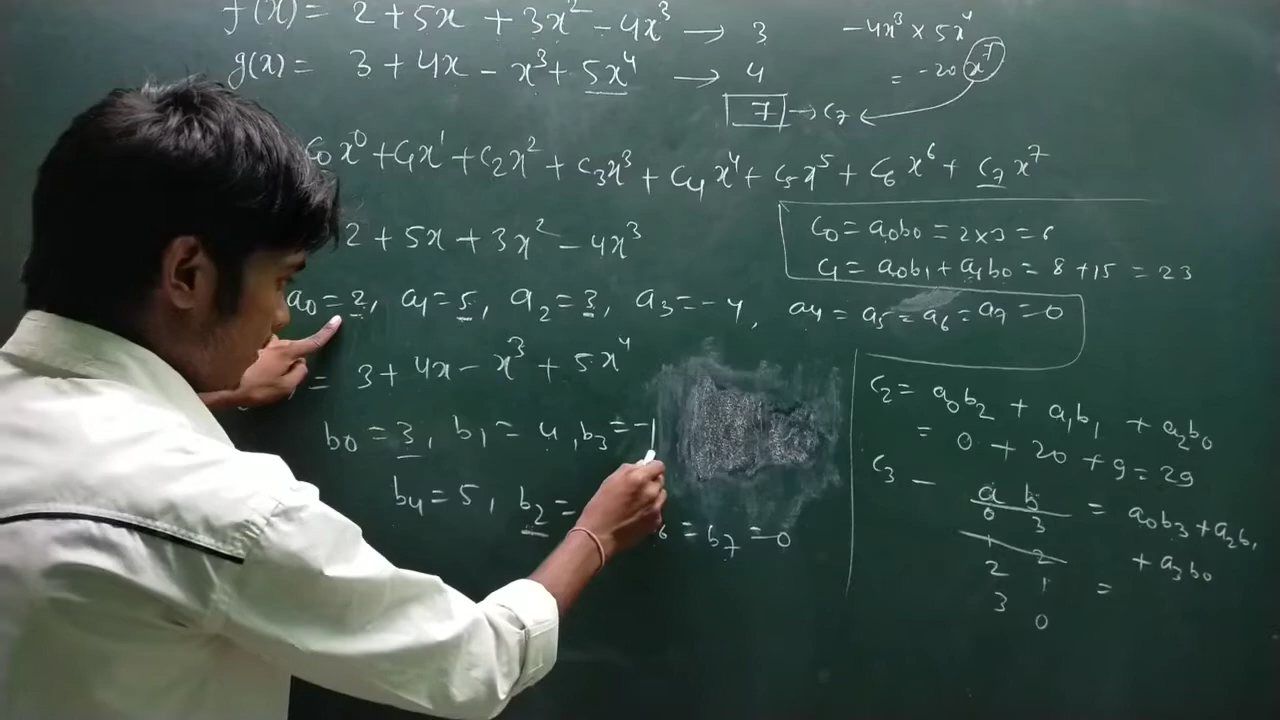 f(x) = 2 + 5x + 3x² - 4x³ → 3
-4x³ × 5x⁴
g(x) = 3 + 4x - x³ + 5x⁴ → 4
= -20 x⁷
7 → C₇
C₀x⁰ + C₁x¹ + C₂x² + C₃x³ + C₄x⁴ + C₅x⁵ + C₆x⁶ + C₇x⁷
2 + 5x + 3x² - 4x³
C₀ = a₀b₀ = 2×3 = 6
C₁ = a₀b₁ + a₁b₀ = 8 + 15 = 23
a₀ = 2, a₁ = 5, a₂ = 3, a₃ = -4, a₄ = a₅ = a₆ = a₇ = 0
= 3 + 4x - x³ + 5x⁴
b₀ = 3, b₁ = 4, b₃ = -1
b₄ = 5, b₂ =
₆ = b₇ = 0
C₂ = a₀b₂ + a₁b₁ + a₂b₀
= 0 + 20 + 9 = 29
C₃ -
a b
0 3
1 2
2 1
3 0
= a₀b₃ + a₂b₁
+ a₃b₀
=